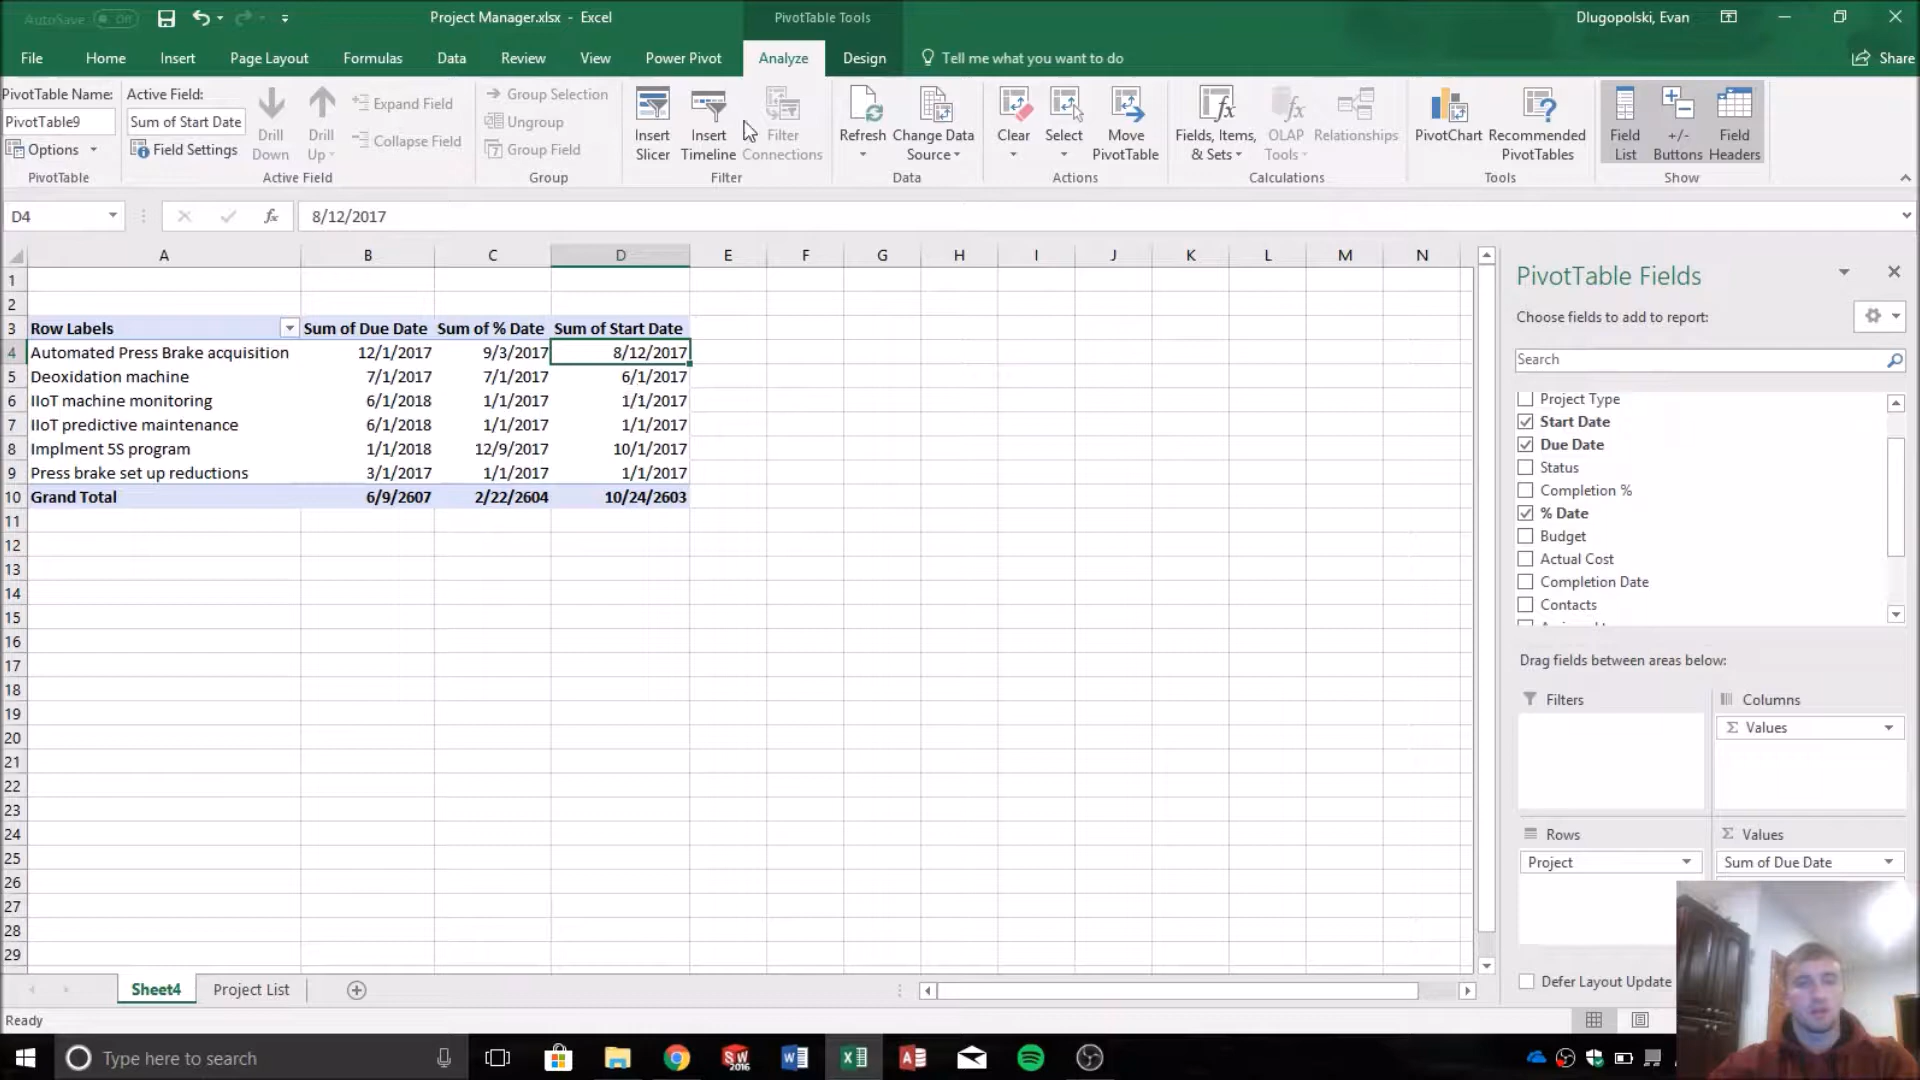 AutoSave Off
Project Manager.xlsx - Excel
PivotTable Tools
Dlugopolski, Evan
File Home Insert Page Layout Formulas Data Review View Power Pivot Analyze Design Tell me what you want to do Share
PivotTable Name:
PivotTable9
Options
PivotTable
Active Field:
Sum of Start Date
Field Settings
Drill Down
Drill Up
Expand Field
Collapse Field
Active Field
Group Selection
Ungroup
Group Field
Group
Insert Slicer
Insert Timeline
Filter Connections
Filter
Refresh
Change Data Source
Data
Clear
Select
Move PivotTable
Actions
Fields, Items, & Sets
OLAP Tools
Relationships
Calculations
PivotChart
Recommended PivotTables
Tools
Field List
+/- Buttons
Field Headers
Show
D4
fx
8/12/2017
A B C D E F G H I J K L M N
1
2
3 Row Labels Sum of Due Date Sum of % Date Sum of Start Date
4 Automated Press Brake acquisition 12/1/2017 9/3/2017 8/12/2017
5 Deoxidation machine 7/1/2017 7/1/2017 6/1/2017
6 IIoT machine monitoring 6/1/2018 1/1/2017 1/1/2017
7 IIoT predictive maintenance 6/1/2018 1/1/2017 1/1/2017
8 Implment 5S program 1/1/2018 12/9/2017 10/1/2017
9 Press brake set up reductions 3/1/2017 1/1/2017 1/1/2017
10 Grand Total 6/9/2607 2/22/2604 10/24/2603
11
12
13
14
15
16
17
18
19
20
21
22
23
24
25
26
27
28
29
PivotTable Fields
Choose fields to add to report:
Search
Project Type
Start Date
Due Date
Status
Completion %
% Date
Budget
Actual Cost
Completion Date
Contacts
Drag fields between areas below:
Filters
Columns
Σ Values
Rows
Project
Σ Values
Sum of Due Date
Defer Layout Update
Sheet4 Project List
Ready
Type here to search
SW
2016